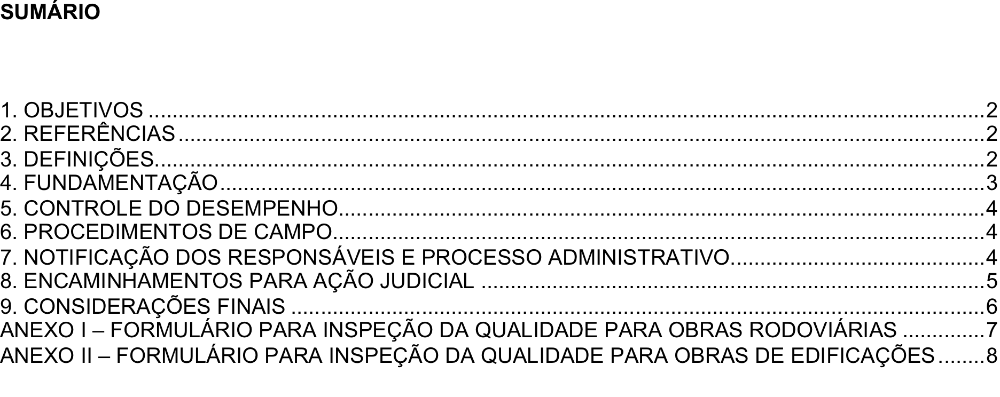 SUMÁRIO
1. OBJETIVOS ........................................................................................................................................ 2
2. REFERÊNCIAS ................................................................................................................................... 2
3. DEFINIÇÕES....................................................................................................................................... 2
4. FUNDAMENTAÇÃO............................................................................................................................ 3
5. CONTROLE DO DESEMPENHO........................................................................................................ 4
6. PROCEDIMENTOS DE CAMPO......................................................................................................... 4
7. NOTIFICAÇÃO DOS RESPONSÁVEIS E PROCESSO ADMINISTRATIVO.......................................... 4
8. ENCAMINHAMENTOS PARA AÇÃO JUDICIAL .................................................................................. 5
9. CONSIDERAÇÕES FINAIS ................................................................................................................ 6
ANEXO I – FORMULÁRIO PARA INSPEÇÃO DA QUALIDADE PARA OBRAS RODOVIÁRIAS .............. 7
ANEXO II – FORMULÁRIO PARA INSPEÇÃO DA QUALIDADE PARA OBRAS DE EDIFICAÇÕES ........ 8